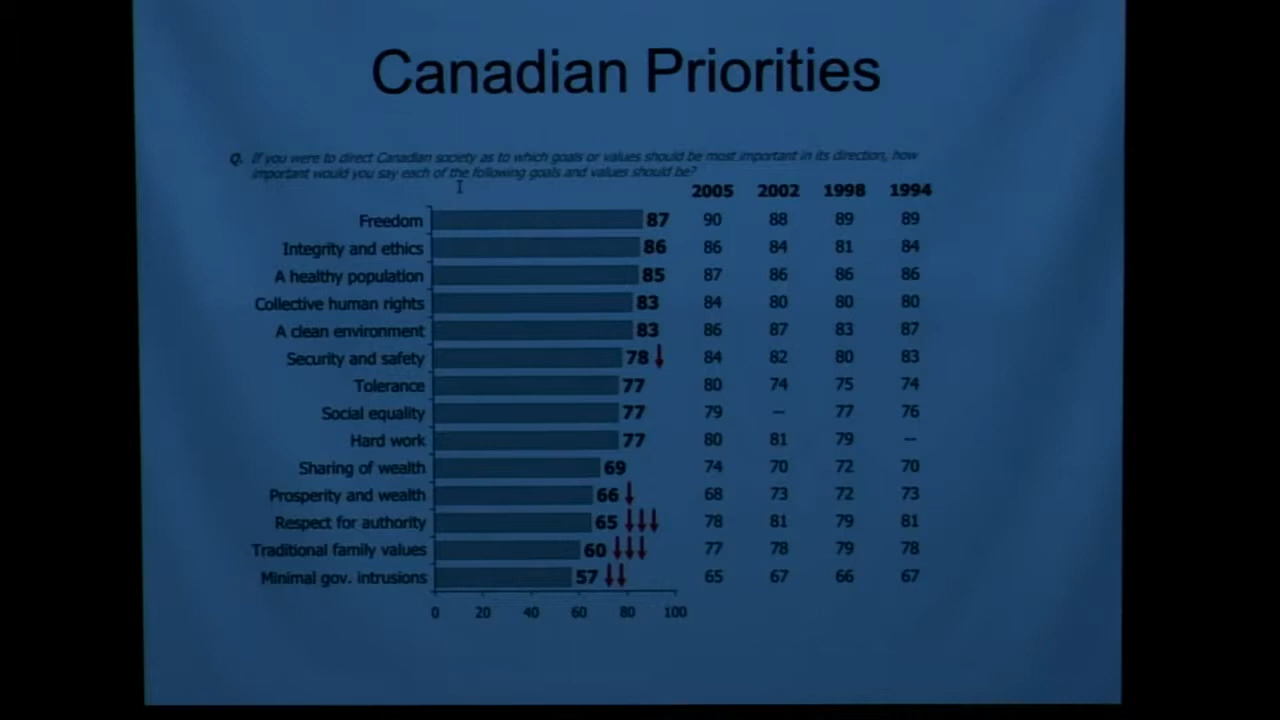 Canadian Priorities
Q. If you were to direct Canadian society as to which goals or values should be most important in its direction, how
important would you say each of the following goals and values should be?
2005 2002 1998 1994
Freedom 87 90 88 89 89
Integrity and ethics 86 86 84 81 84
A healthy population 85 87 86 86 86
Collective human rights 83 84 80 80 80
A clean environment 83 86 87 83 87
Security and safety 78 84 82 80 83
Tolerance 77 80 74 75 74
Social equality 77 79 -- 77 76
Hard work 77 80 81 79 --
Sharing of wealth 69 74 70 72 70
Prosperity and wealth 66 68 73 72 73
Respect for authority 65 78 81 79 81
Traditional family values 60 77 78 79 78
Minimal gov. intrusions 57 65 67 66 67
0 20 40 60 80 100